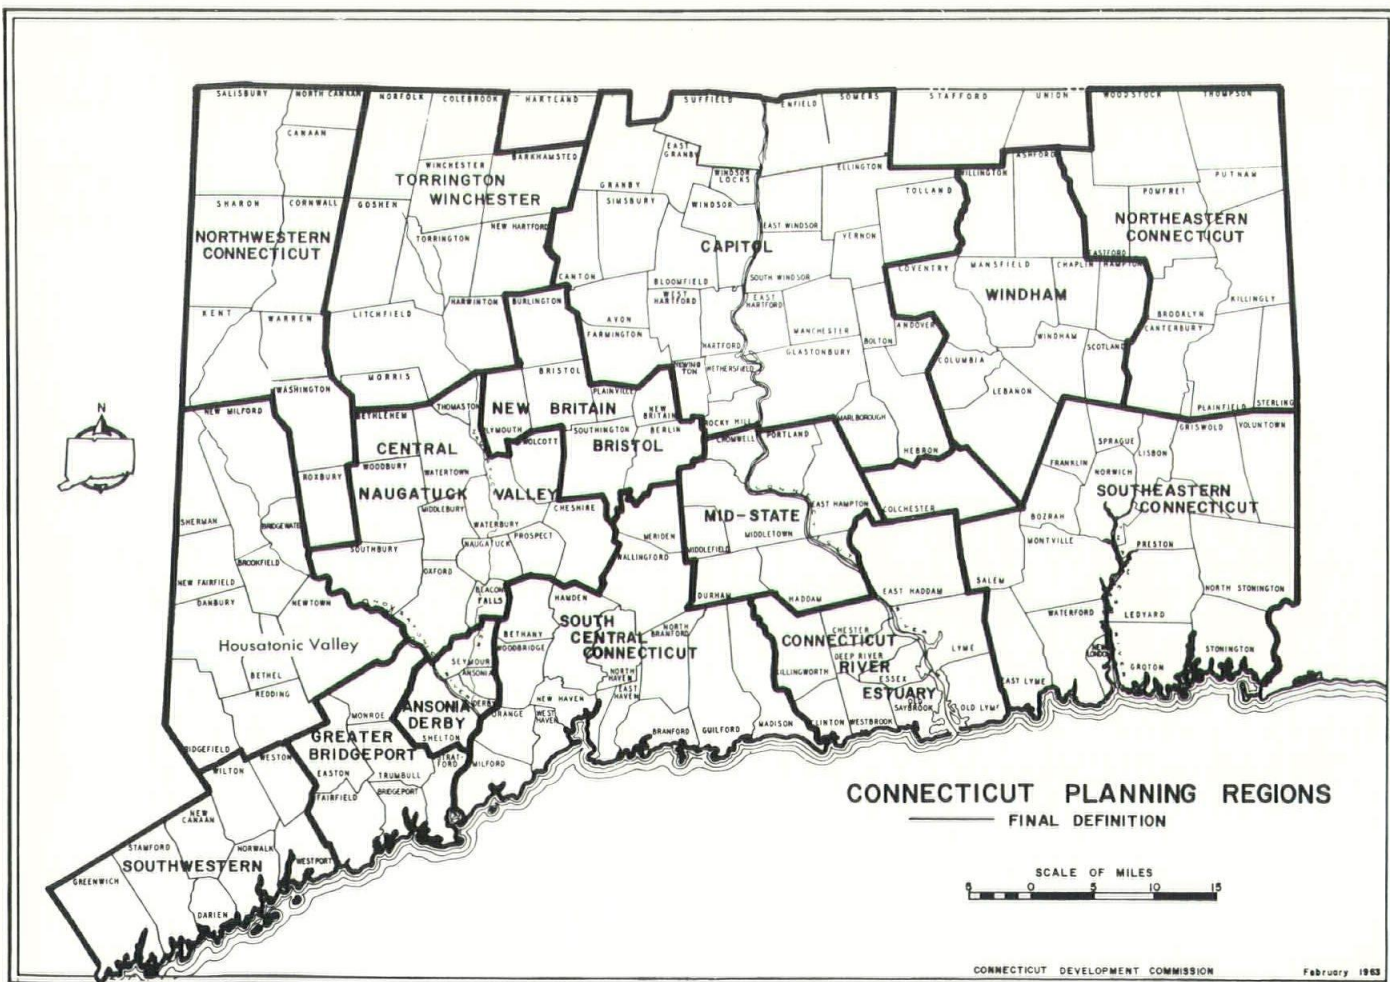 SALISBURY
NORTH CANAAN
NORFOLK
COLEBROOK
HARTLAND
SUFFIELD
ENFIELD
SOMERS
STAFFORD
UNION
WOODSTOCK
THOMPSON
CANAAN
EAST GRANBY
WINCHESTER
BARKHAMSTED
ASHFORD
TORRINGTON
WINCHESTER
WINDSOR LOCKS
ELLINGTON
WILLINGTON
PUTNAM
GRANBY
TOLLAND
POMFRET
SHARON
CORNWALL
GOSHEN
SIMSBURY
WINDSOR
NORTHEASTERN
CONNECTICUT
NORTHWESTERN
CONNECTICUT
TORRINGTON
NEW HARTFORD
EAST WINDSOR
VERNON
CAPITOL
EASTFORD
CANTON
BLOOMFIELD
SOUTH WINDSOR
COVENTRY
MANSFIELD
CHAPLIN
HAMPTON
KENT
WARREN
LITCHFIELD
HARWINTON
BURLINGTON
WEST HARTFORD
EAST HARTFORD
WINDHAM
KILLINGLY
AVON
FARMINGTON
MANCHESTER
ANDOVER
BROOKLYN
CANTERBURY
HARTFORD
GLASTONBURY
BOLTON
WINDHAM
SCOTLAND
COLUMBIA
MORRIS
BRISTOL
NEWINGTON
WETHERSFIELD
WASHINGTON
PLAINVILLE
LEBANON
NEW MILFORD
BETHLEHEM
THOMASTON
NEW BRITAIN
NEW BRITAIN
PLAINFIELD
STERLING
PLYMOUTH
SOUTHINGTON
BERLIN
ROCKY HILL
MARLBOROUGH
GRISWOLD
VOLUNTOWN
N
CENTRAL
WOLCOTT
BRISTOL
CROMWELL
PORTLAND
HEBRON
SPRAGUE
LISBON
ROXBURY
WOODBURY
WATERTOWN
FRANKLIN
NORWICH
NAUGATUCK VALLEY
SOUTHEASTERN
CONNECTICUT
SHERMAN
BRIDGEWATER
MIDDLEBURY
WATERBURY
CHESHIRE
MID-STATE
EAST HAMPTON
COLCHESTER
BOZRAH
SOUTHBURY
NAUGATUCK
PROSPECT
MERIDEN
MIDDLETOWN
MONTVILLE
PRESTON
BROOKFIELD
WALLINGFORD
MIDDLEFIELD
NEW FAIRFIELD
OXFORD
DANBURY
NEWTOWN
BEACON FALLS
HAMDEN
DURHAM
HADDAM
EAST HADDAM
SALEM
NORTH STONINGTON
WATERFORD
LEDYARD
Housatonic Valley
BETHANY
WOODBRIDGE
SOUTH
CENTRAL
CONNECTICUT
NORTH BRANFORD
CHESTER
CONNECTICUT
DEEP RIVER
RIVER
LYME
NEW LONDON
STONINGTON
SEYMOUR
ANSONIA
BETHEL
REDDING
NORTH HAVEN
KILLINGWORTH
ESSEX
ESTUARY
GROTON
EAST LYME
ANSONIA
DERBY
DERBY
NEW HAVEN
EAST HAVEN
OLD SAYBROOK
OLD LYME
MONROE
ORANGE
WEST HAVEN
MADISON
CLINTON
WESTBROOK
GREATER
BRIDGEPORT
SHELTON
BRANFORD
GUILFORD
RIDGEFIELD
WESTON
STRATFORD
MILFORD
WILTON
EASTON
TRUMBULL
FAIRFIELD
BRIDGEPORT
CONNECTICUT PLANNING REGIONS
FINAL DEFINITION
NEW CANAAN
STAMFORD
NORWALK
WESTPORT
SOUTHWESTERN
GREENWICH
DARIEN
SCALE OF MILES
5 0 5 10 15
CONNECTICUT DEVELOPMENT COMMISSION
February 1963